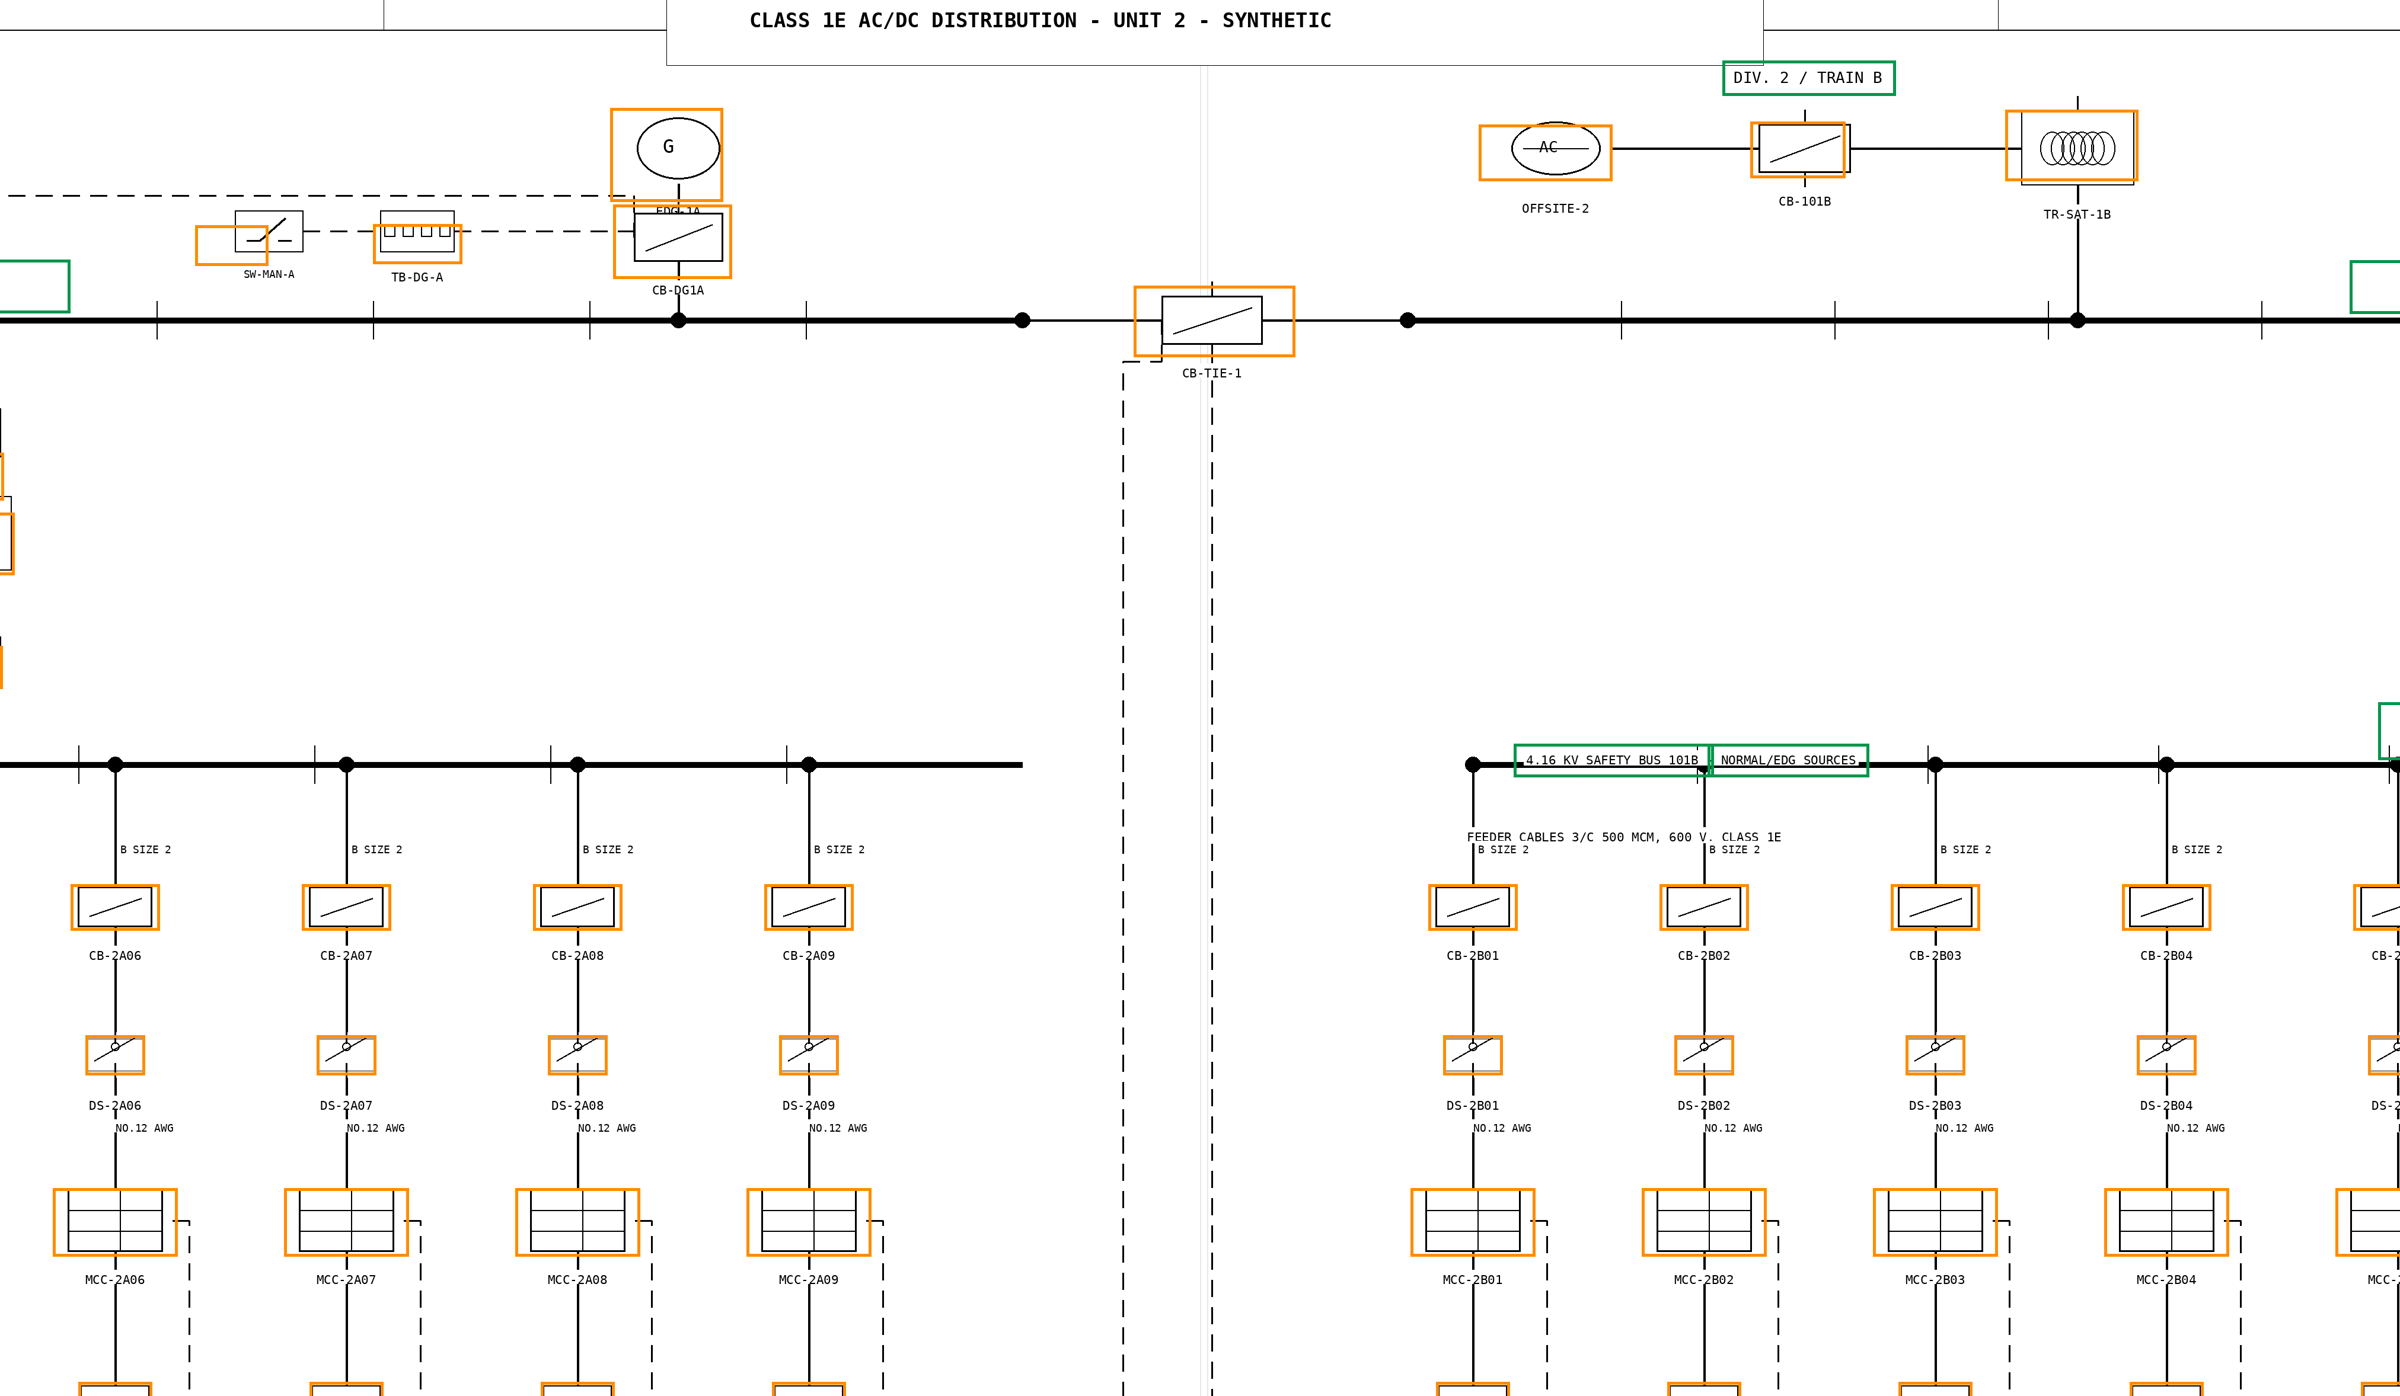 CLASS 1E AC/DC DISTRIBUTION - UNIT 2 - SYNTHETIC
DIV. 2 / TRAIN B
G
EDG-1A
AC
OFFSITE-2
CB-101B
TR-SAT-1B
SW-MAN-A
TB-DG-A
CB-DG1A
CB-TIE-1
4.16 KV SAFETY BUS 101B
NORMAL/EDG SOURCES
FEEDER CABLES 3/C 500 MCM, 600 V. CLASS 1E
B SIZE 2
B SIZE 2
B SIZE 2
B SIZE 2
B SIZE 2
B SIZE 2
B SIZE 2
B SIZE 2
CB-2A06
CB-2A07
CB-2A08
CB-2A09
CB-2B01
CB-2B02
CB-2B03
CB-2B04
CB-2
DS-2A06
DS-2A07
DS-2A08
DS-2A09
DS-2B01
DS-2B02
DS-2B03
DS-2B04
DS-2
NO.12 AWG
NO.12 AWG
NO.12 AWG
NO.12 AWG
NO.12 AWG
NO.12 AWG
NO.12 AWG
NO.12 AWG
MCC-2A06
MCC-2A07
MCC-2A08
MCC-2A09
MCC-2B01
MCC-2B02
MCC-2B03
MCC-2B04
MCC-